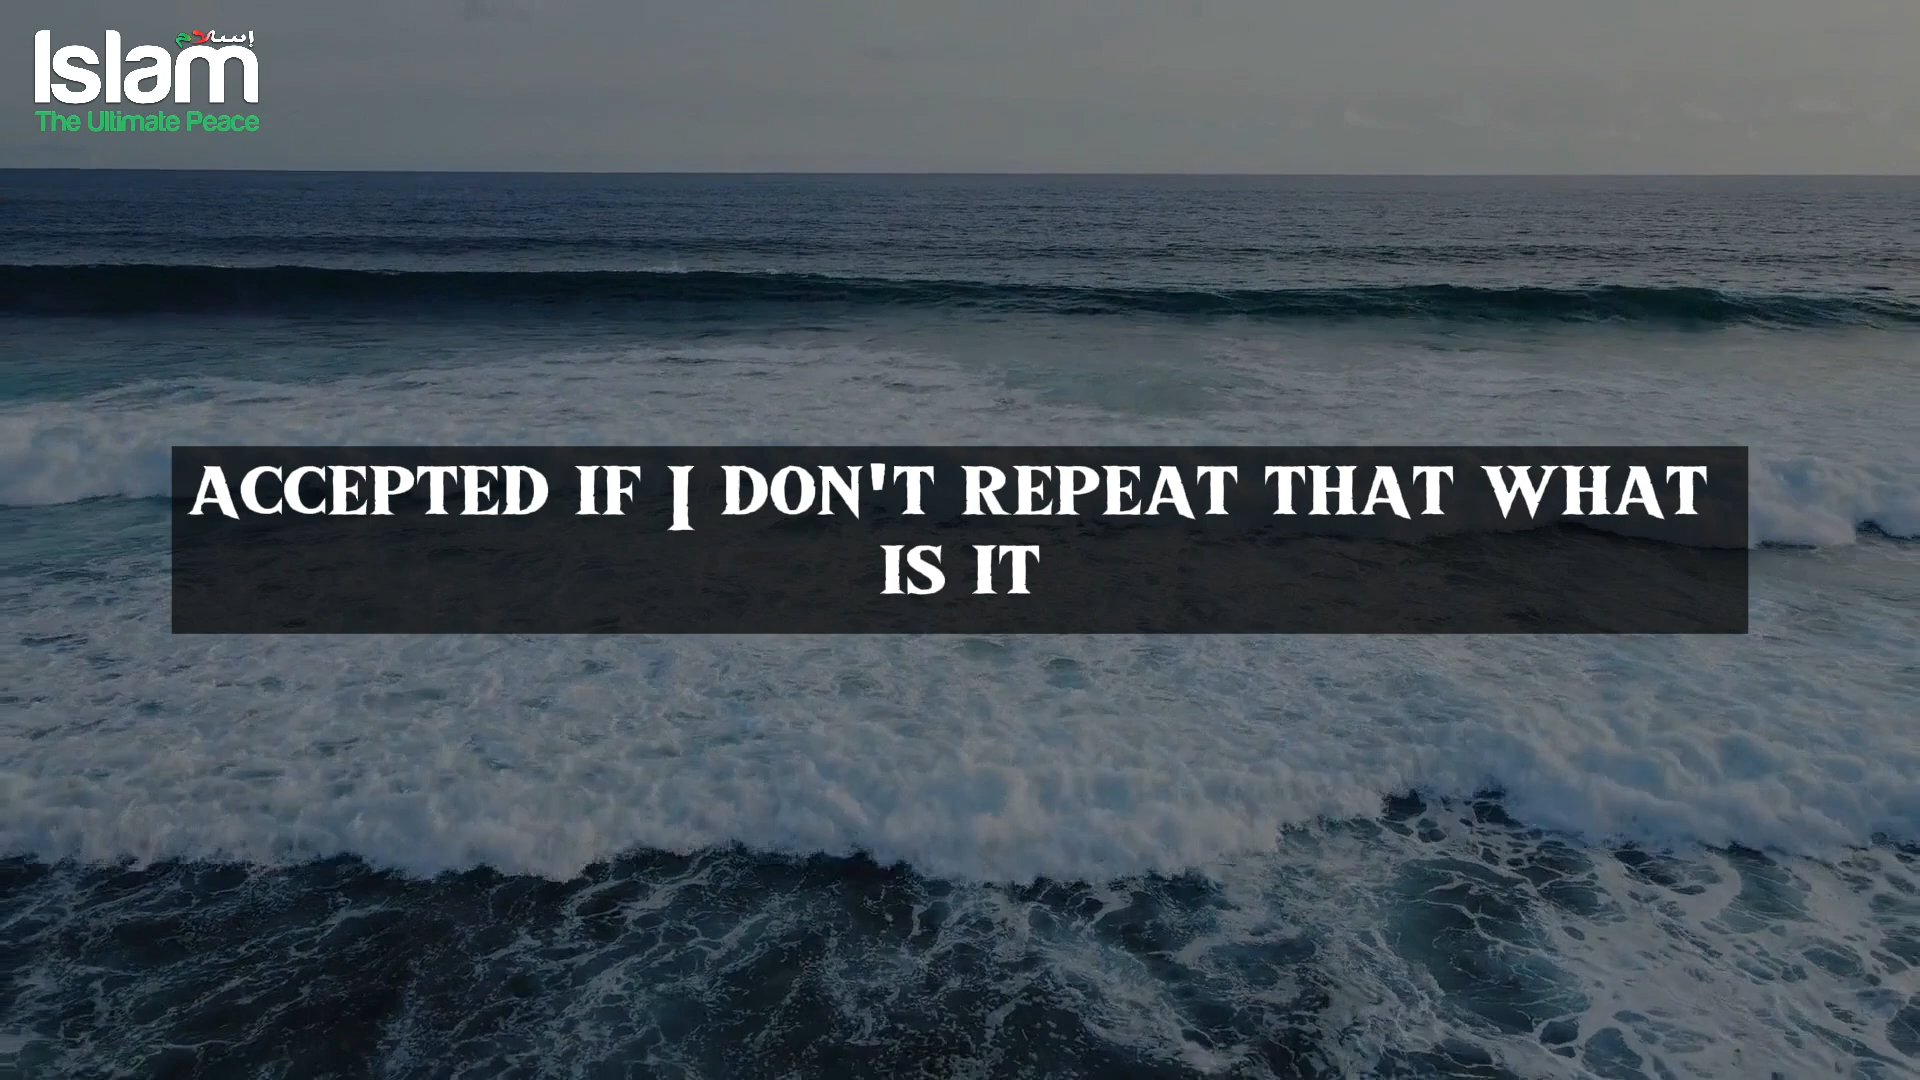 Islam إسلام
The Ultimate Peace
ACCEPTED IF I DON'T REPEAT THAT WHAT
IS IT